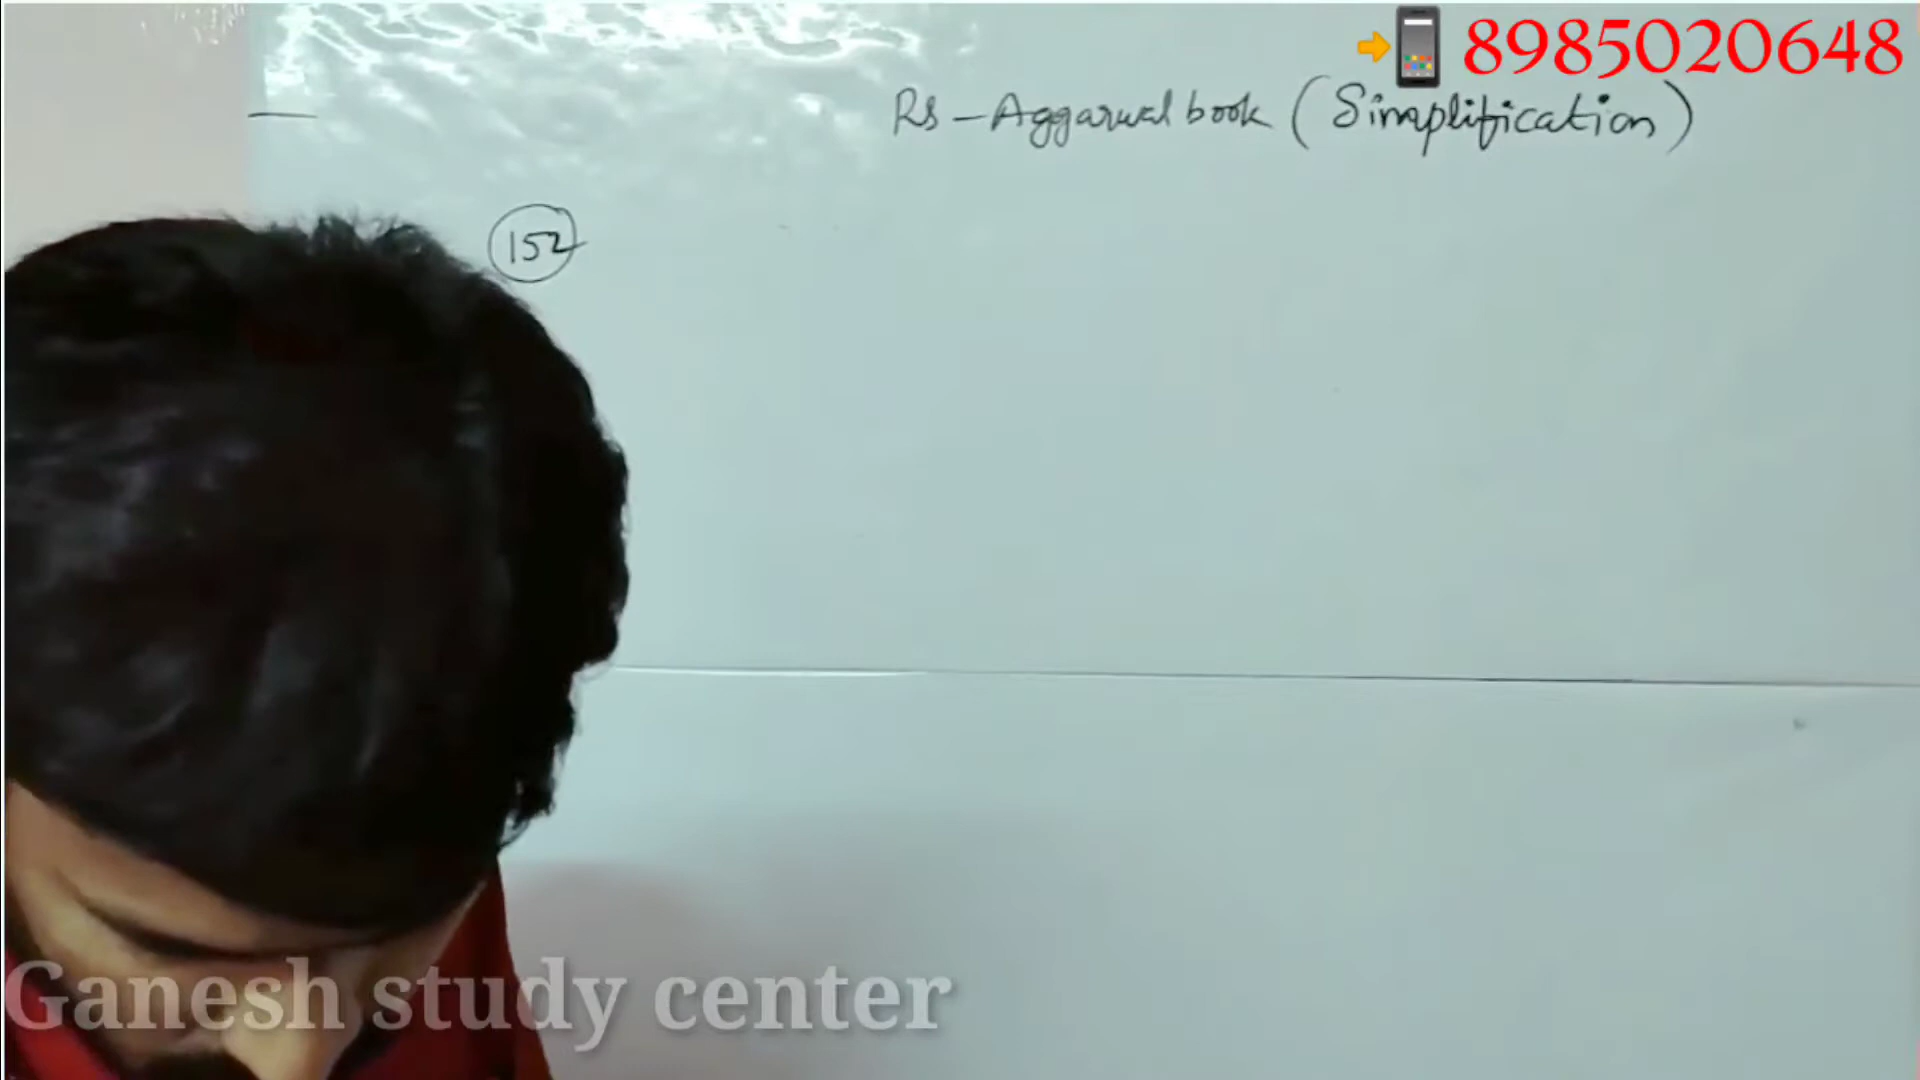 8985020648
Rs - Aggarwal book (Simplification)
152
Ganesh study center